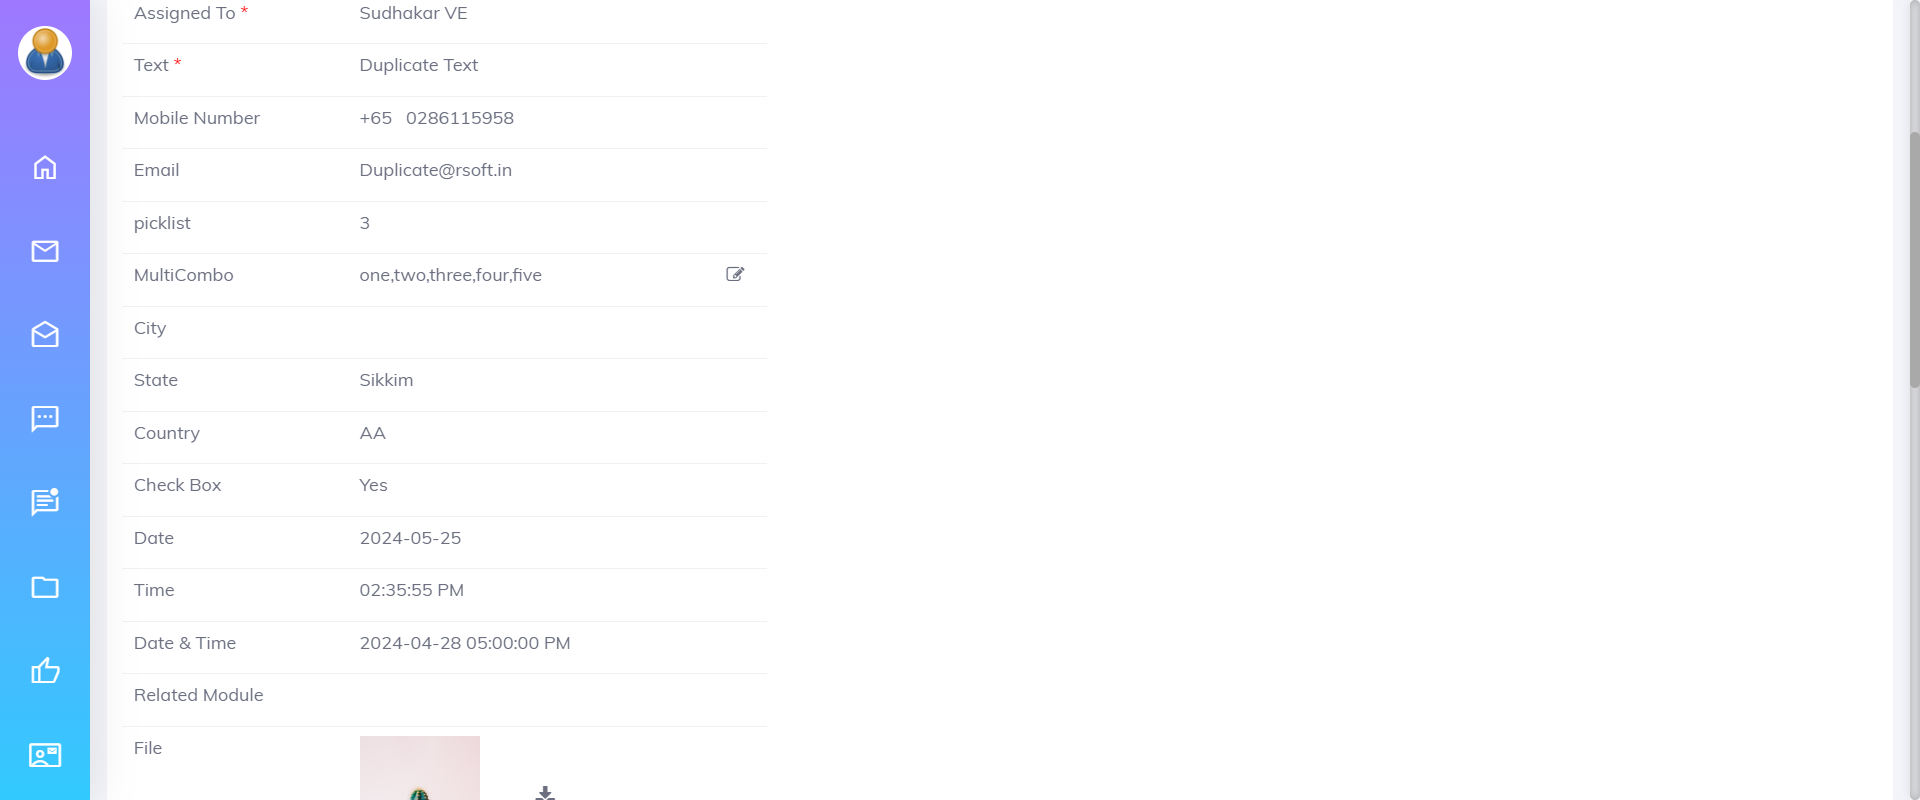 Assigned To * Sudhakar VE
Text * Duplicate Text
Mobile Number +65 0286115958
Email Duplicate@rsoft.in
picklist 3
MultiCombo one,two,three,four,five
City
State Sikkim
Country AA
Check Box Yes
Date 2024-05-25
Time 02:35:55 PM
Date & Time 2024-04-28 05:00:00 PM
Related Module
File